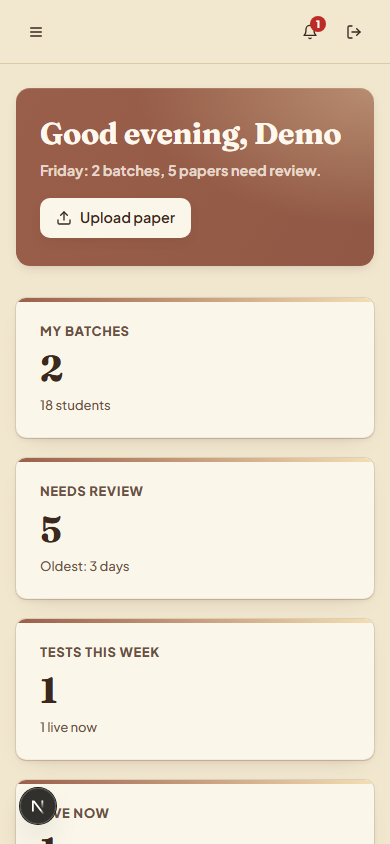 1
Good evening, Demo
Friday: 2 batches, 5 papers need review.
Upload paper
MY BATCHES
2
18 students
NEEDS REVIEW
5
Oldest: 3 days
TESTS THIS WEEK
1
1 live now
N
NOW